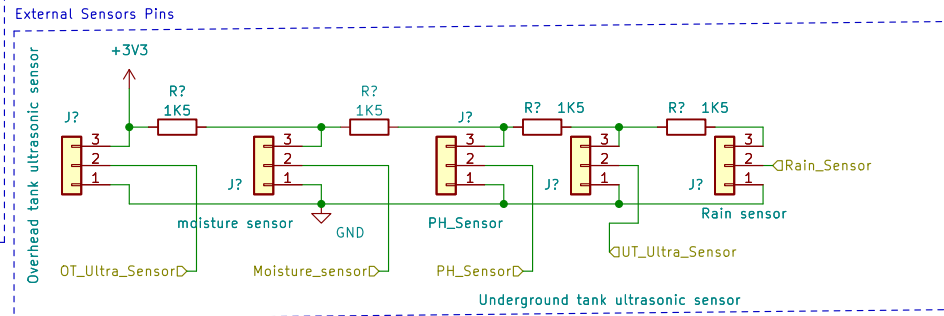 External Sensors Pins
Overhead tank ultrasonic sensor
+3V3
R?
1K5
R?
1K5
R? 1K5
R? 1K5
J?
3
2
1
J?
3
2
1
J?
3
2
1
J?
3
2
1
J?
3
2
1
Rain_Sensor
moisture sensor
GND
PH_Sensor
Rain sensor
UT_Ultra_Sensor
OT_Ultra_Sensor
Moisture_sensor
PH_Sensor
Underground tank ultrasonic sensor